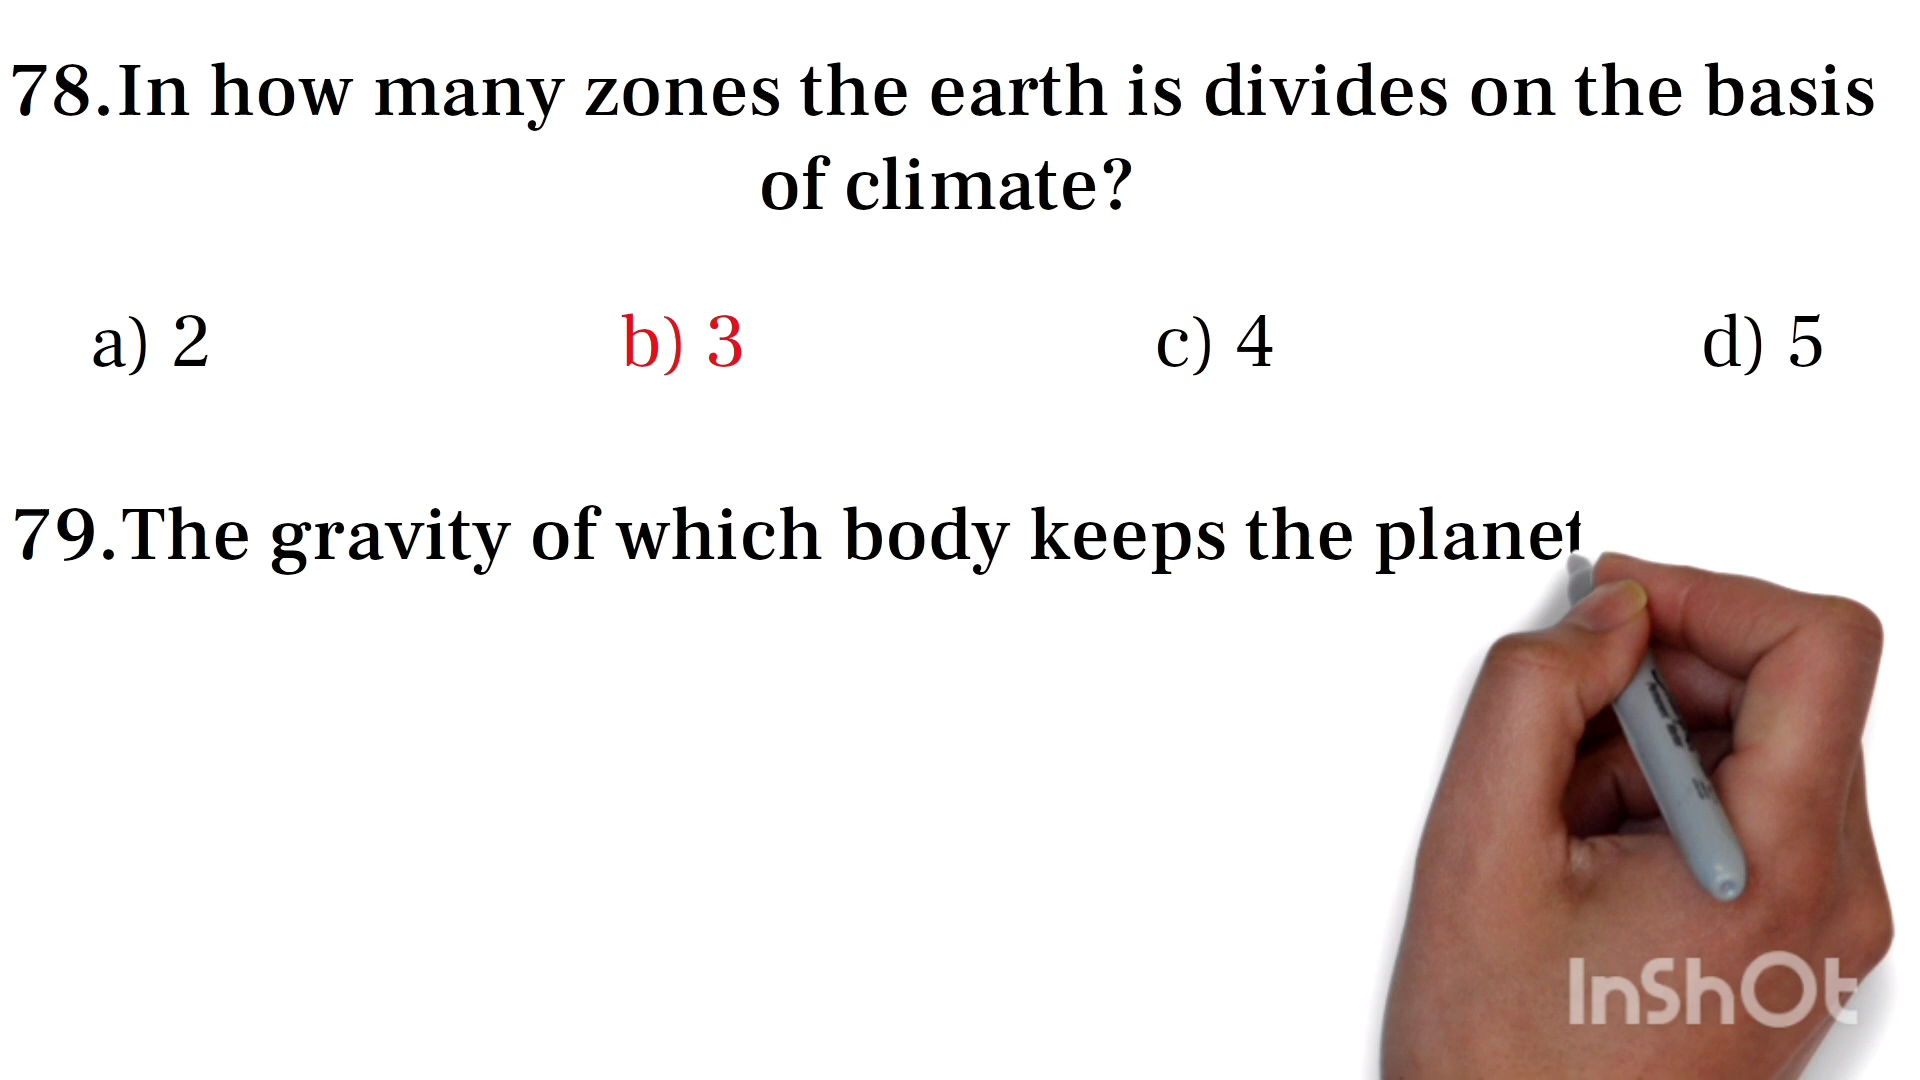 78.In how many zones the earth is divides on the basis
of climate?
a) 2 b) 3 c) 4 d) 5
79.The gravity of which body keeps the planet
InShOt